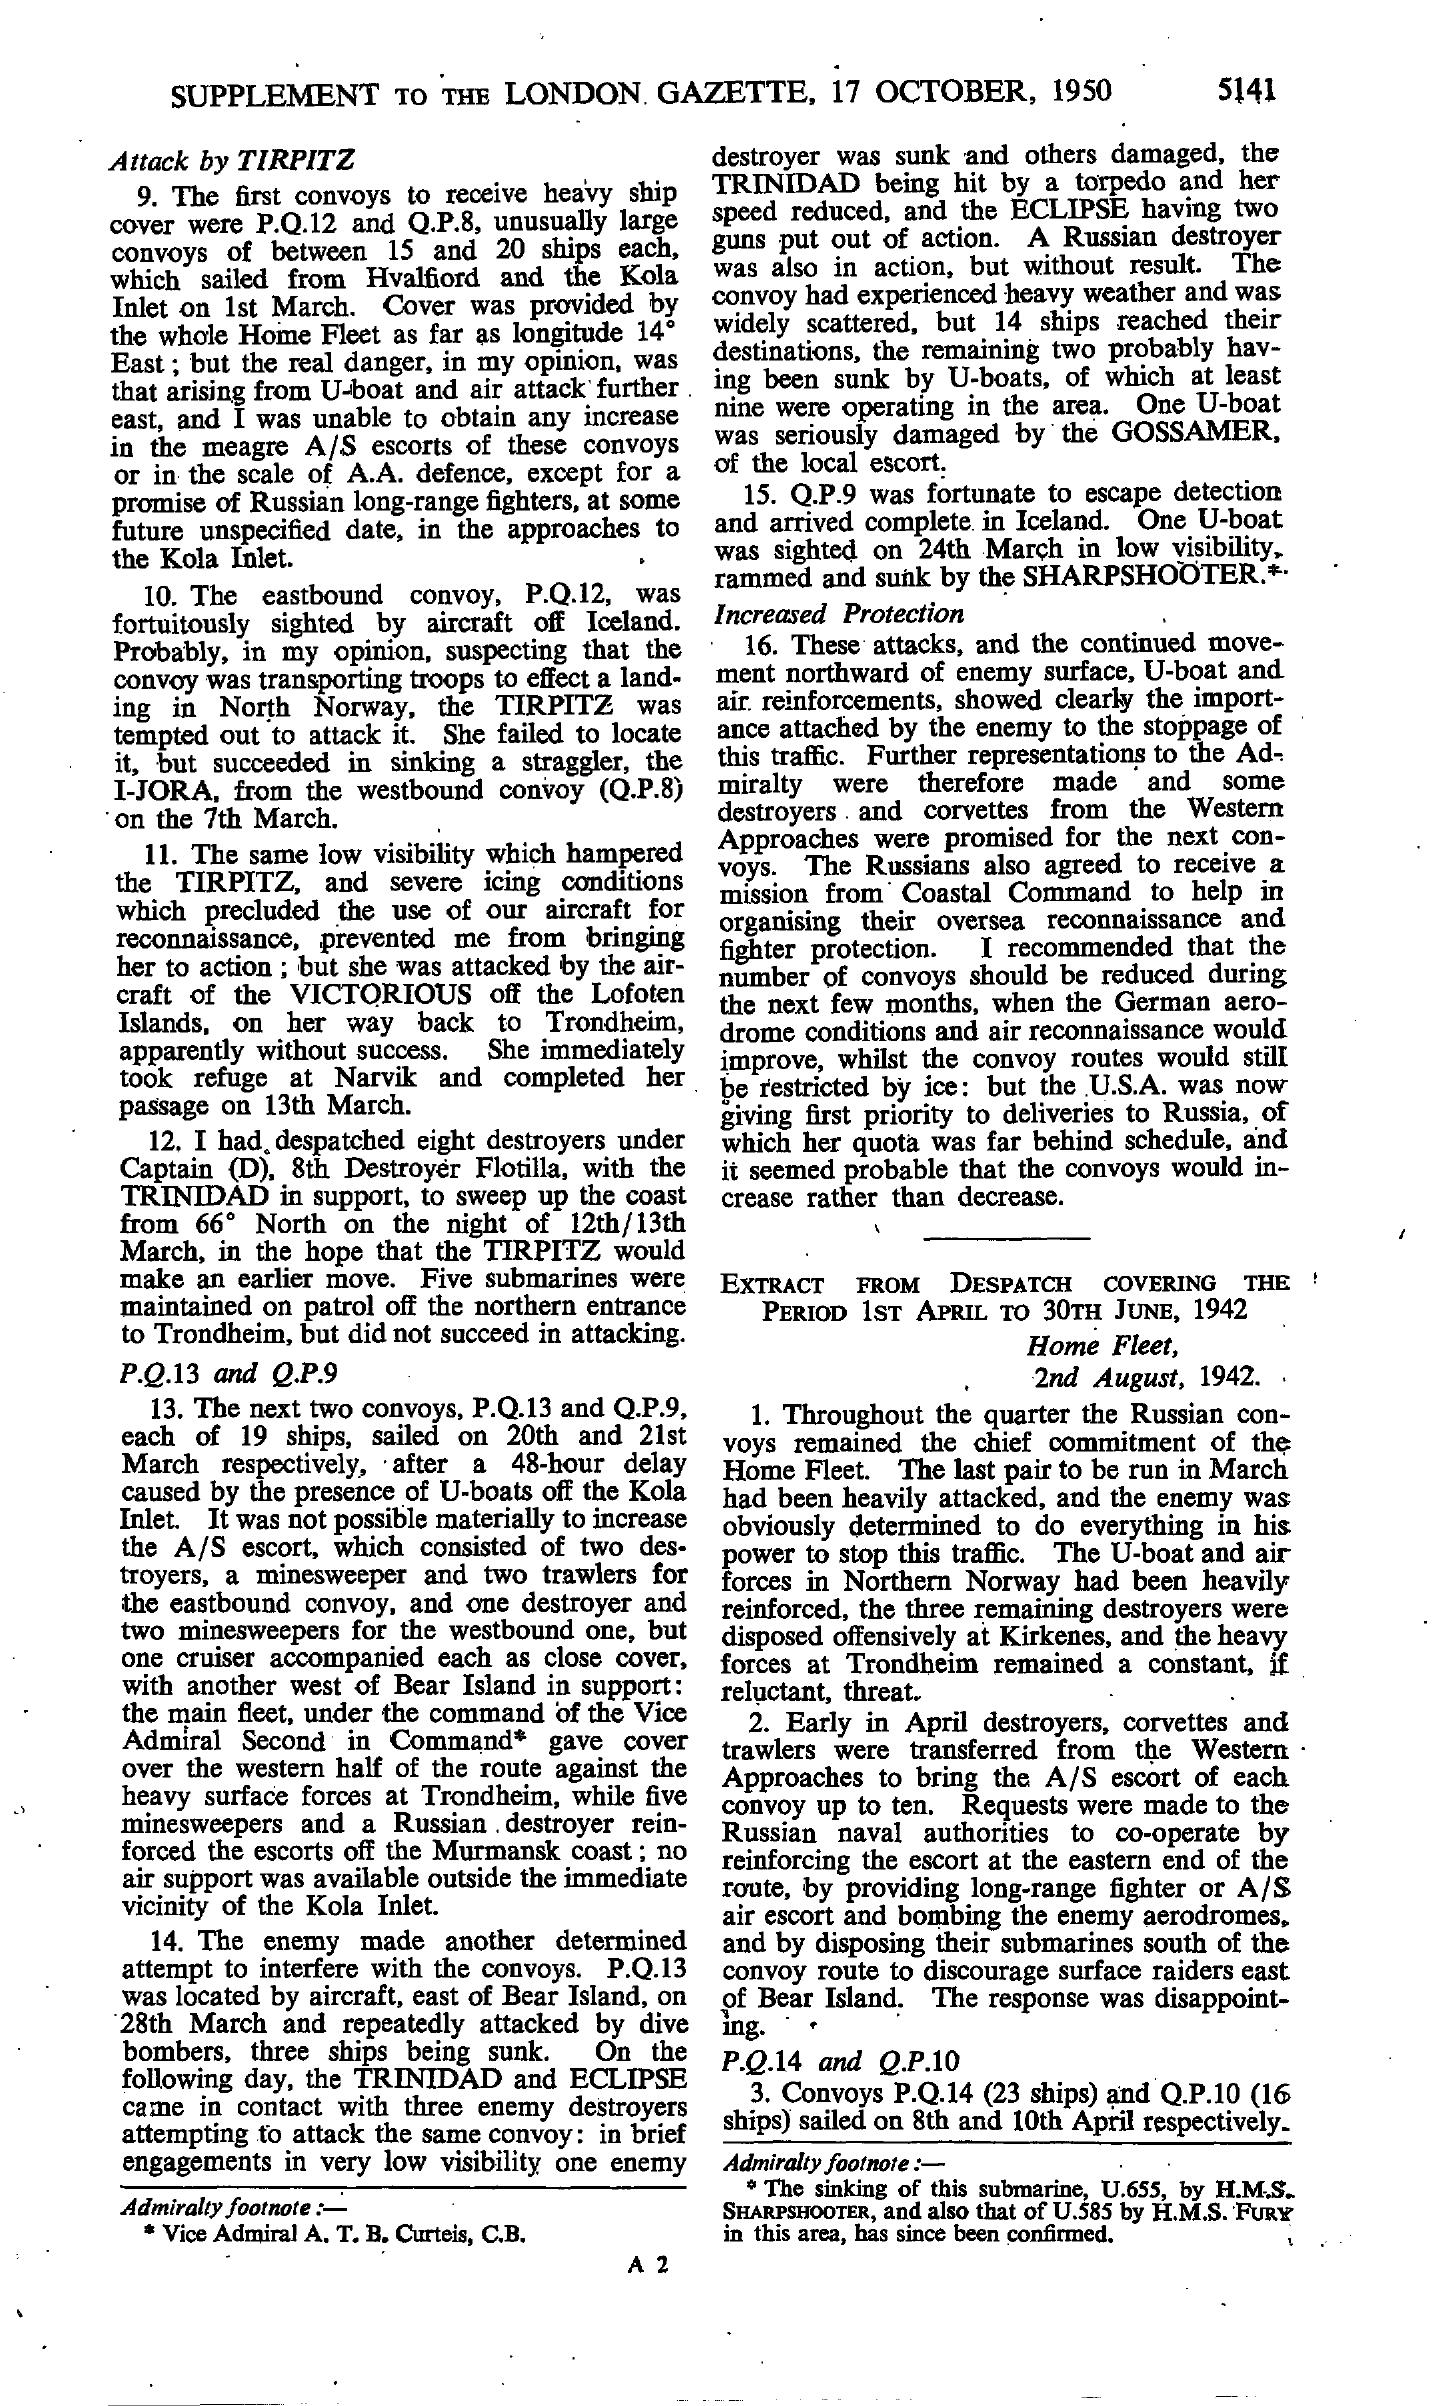 SUPPLEMENT TO THE LONDON GAZETTE, 17 OCTOBER, 1950 5141
Attack by TIRPITZ
9. The first convoys to receive heavy ship
cover were P.Q.12 and Q.P.8, unusually large
convoys of between 15 and 20 ships each,
which sailed from Hvalfiord and the Kola
Inlet on 1st March. Cover was provided by
the whole Home Fleet as far as longitude 14°
East; but the real danger, in my opinion, was
that arising from U-boat and air attack further
east, and I was unable to obtain any increase
in the meagre A/S escorts of these convoys
or in the scale of A.A. defence, except for a
promise of Russian long-range fighters, at some
future unspecified date, in the approaches to
the Kola Inlet.
10. The eastbound convoy, P.Q.12, was
fortuitously sighted by aircraft off Iceland.
Probably, in my opinion, suspecting that the
convoy was transporting troops to effect a land-
ing in North Norway, the TIRPITZ was
tempted out to attack it. She failed to locate
it, but succeeded in sinking a straggler, the
I-JORA, from the westbound convoy (Q.P.8)
on the 7th March.
11. The same low visibility which hampered
the TIRPITZ, and severe icing conditions
which precluded the use of our aircraft for
reconnaissance, prevented me from bringing
her to action; but she was attacked by the air-
craft of the VICTORIOUS off the Lofoten
Islands, on her way back to Trondheim,
apparently without success. She immediately
took refuge at Narvik and completed her
passage on 13th March.
12. I had despatched eight destroyers under
Captain (D), 8th Destroyer Flotilla, with the
TRINIDAD in support, to sweep up the coast
from 66° North on the night of 12th/13th
March, in the hope that the TIRPITZ would
make an earlier move. Five submarines were
maintained on patrol off the northern entrance
to Trondheim, but did not succeed in attacking.
P.Q.13 and Q.P.9
13. The next two convoys, P.Q.13 and Q.P.9,
each of 19 ships, sailed on 20th and 21st
March respectively, after a 48-hour delay
caused by the presence of U-boats off the Kola
Inlet. It was not possible materially to increase
the A/S escort, which consisted of two des-
troyers, a minesweeper and two trawlers for
the eastbound convoy, and one destroyer and
two minesweepers for the westbound one, but
one cruiser accompanied each as close cover,
with another west of Bear Island in support:
the main fleet, under the command of the Vice
Admiral Second in Command* gave cover
over the western half of the route against the
heavy surface forces at Trondheim, while five
minesweepers and a Russian destroyer rein-
forced the escorts off the Murmansk coast; no
air support was available outside the immediate
vicinity of the Kola Inlet.
14. The enemy made another determined
attempt to interfere with the convoys. P.Q.13
was located by aircraft, east of Bear Island, on
28th March and repeatedly attacked by dive
bombers, three ships being sunk. On the
following day, the TRINIDAD and ECLIPSE
came in contact with three enemy destroyers
attempting to attack the same convoy: in brief
engagements in very low visibility one enemy
Admiralty footnote:—
* Vice Admiral A. T. B. Curteis, C.B.
destroyer was sunk and others damaged, the
TRINIDAD being hit by a torpedo and her
speed reduced, and the ECLIPSE having two
guns put out of action. A Russian destroyer
was also in action, but without result. The
convoy had experienced heavy weather and was
widely scattered, but 14 ships reached their
destinations, the remaining two probably hav-
ing been sunk by U-boats, of which at least
nine were operating in the area. One U-boat
was seriously damaged by the GOSSAMER,
of the local escort.
15. Q.P.9 was fortunate to escape detection
and arrived complete in Iceland. One U-boat
was sighted on 24th March in low visibility,
rammed and sunk by the SHARPSHOOTER.*
Increased Protection
16. These attacks, and the continued move-
ment northward of enemy surface, U-boat and
air reinforcements, showed clearly the import-
ance attached by the enemy to the stoppage of
this traffic. Further representations to the Ad-
miralty were therefore made and some
destroyers and corvettes from the Western
Approaches were promised for the next con-
voys. The Russians also agreed to receive a
mission from Coastal Command to help in
organising their oversea reconnaissance and
fighter protection. I recommended that the
number of convoys should be reduced during
the next few months, when the German aero-
drome conditions and air reconnaissance would
improve, whilst the convoy routes would still
be restricted by ice: but the U.S.A. was now
giving first priority to deliveries to Russia, of
which her quota was far behind schedule, and
it seemed probable that the convoys would in-
crease rather than decrease.
EXTRACT FROM DESPATCH COVERING THE
PERIOD 1ST APRIL TO 30TH JUNE, 1942
Home Fleet,
2nd August, 1942.
1. Throughout the quarter the Russian con-
voys remained the chief commitment of the
Home Fleet. The last pair to be run in March
had been heavily attacked, and the enemy was
obviously determined to do everything in his
power to stop this traffic. The U-boat and air
forces in Northern Norway had been heavily
reinforced, the three remaining destroyers were
disposed offensively at Kirkenes, and the heavy
forces at Trondheim remained a constant, if
reluctant, threat.
2. Early in April destroyers, corvettes and
trawlers were transferred from the Western
Approaches to bring the A/S escort of each
convoy up to ten. Requests were made to the
Russian naval authorities to co-operate by
reinforcing the escort at the eastern end of the
route, by providing long-range fighter or A/S
air escort and bombing the enemy aerodromes,
and by disposing their submarines south of the
convoy route to discourage surface raiders east
of Bear Island. The response was disappoint-
ing.
P.Q.14 and Q.P.10
3. Convoys P.Q.14 (23 ships) and Q.P.10 (16
ships) sailed on 8th and 10th April respectively.
Admiralty footnote:—
* The sinking of this submarine, U.655, by H.M.S.
SHARPSHOOTER, and also that of U.585 by H.M.S. FURY
in this area, has since been confirmed.
A 2